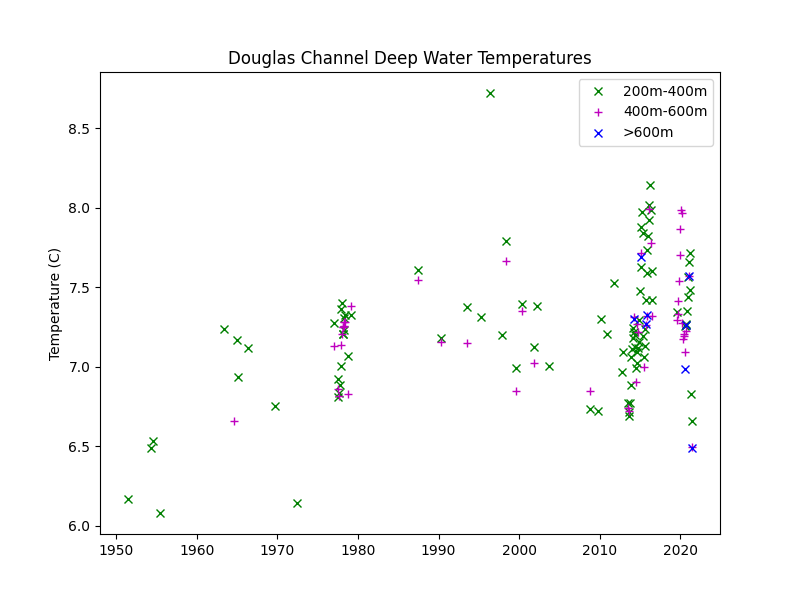 Douglas Channel Deep Water Temperatures
200m-400m
400m-600m
>600m
8.5
8.0
7.5
7.0
6.5
6.0
Temperature (C)
1950 1960 1970 1980 1990 2000 2010 2020